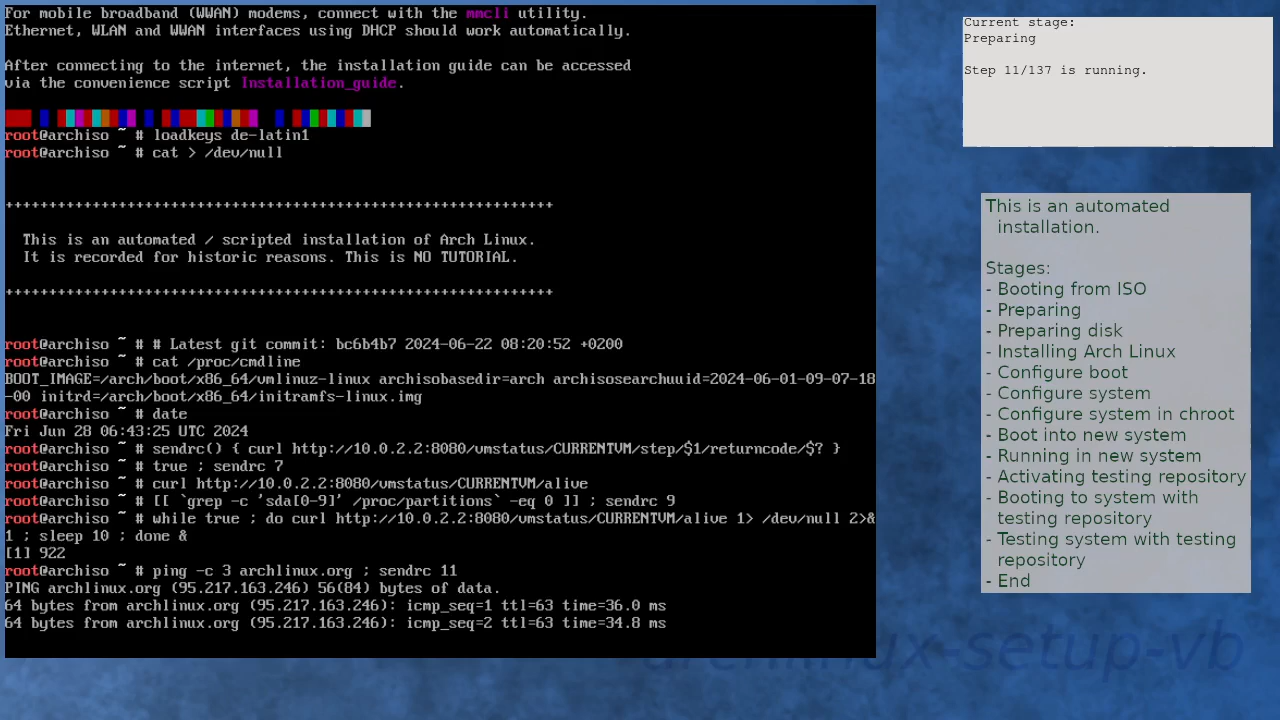 For mobile broadband (WWAN) modems, connect with the mmcli utility.
Ethernet, WLAN and WWAN interfaces using DHCP should work automatically.
After connecting to the internet, the installation guide can be accessed
via the convenience script Installation_guide.
root@archiso ~ # loadkeys de-latin1
root@archiso ~ # cat > /dev/null
+++++++++++++++++++++++++++++++++++++++++++++++++++++++++++++++
This is an automated / scripted installation of Arch Linux.
It is recorded for historic reasons. This is NO TUTORIAL.
+++++++++++++++++++++++++++++++++++++++++++++++++++++++++++++++
root@archiso ~ # # Latest git commit: bc6b4b7 2024-06-22 08:20:52 +0200
root@archiso ~ # cat /proc/cmdline
BOOT_IMAGE=/arch/boot/x86_64/vmlinuz-linux archisobasedir=arch archisosearchuuid=2024-06-01-09-07-18
-00 initrd=/arch/boot/x86_64/initramfs-linux.img
root@archiso ~ # date
Fri Jun 28 06:43:25 UTC 2024
root@archiso ~ # sendrc() { curl http://10.0.2.2:8080/vmstatus/CURRENTVM/step/$1/returncode/$? }
root@archiso ~ # true ; sendrc 7
root@archiso ~ # curl http://10.0.2.2:8080/vmstatus/CURRENTVM/alive
root@archiso ~ # [[ `grep -c 'sda[0-9]' /proc/partitions` -eq 0 ]] ; sendrc 9
root@archiso ~ # while true ; do curl http://10.0.2.2:8080/vmstatus/CURRENTVM/alive 1> /dev/null 2>&
1 ; sleep 10 ; done &
[1] 922
root@archiso ~ # ping -c 3 archlinux.org ; sendrc 11
PING archlinux.org (95.217.163.246) 56(84) bytes of data.
64 bytes from archlinux.org (95.217.163.246): icmp_seq=1 ttl=63 time=36.0 ms
64 bytes from archlinux.org (95.217.163.246): icmp_seq=2 ttl=63 time=34.8 ms
Current stage:
Preparing
Step 11/137 is running.
This is an automated
installation.
Stages:
- Booting from ISO
- Preparing
- Preparing disk
- Installing Arch Linux
- Configure boot
- Configure system
- Configure system in chroot
- Boot into new system
- Running in new system
- Activating testing repository
- Booting to system with
testing repository
- Testing system with testing
repository
- End
archlinux-setup-vb